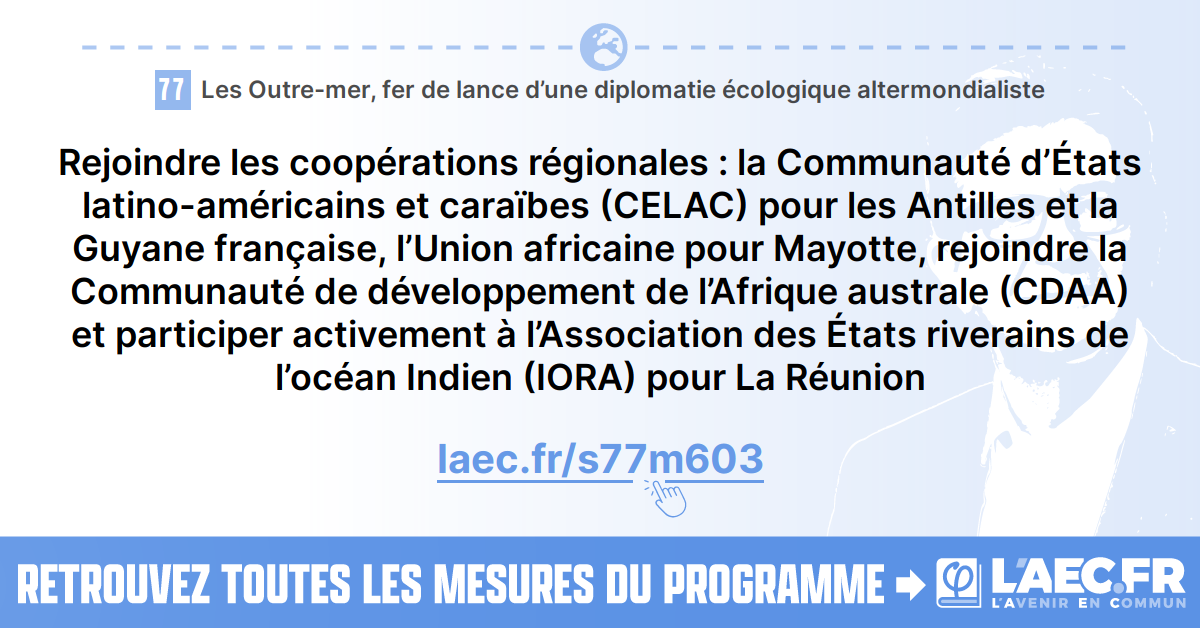 77 Les Outre-mer, fer de lance d’une diplomatie écologique altermondialiste
Rejoindre les coopérations régionales : la Communauté d’États
latino-américains et caraïbes (CELAC) pour les Antilles et la
Guyane française, l’Union africaine pour Mayotte, rejoindre la
Communauté de développement de l’Afrique australe (CDAA)
et participer activement à l’Association des États riverains de
l’océan Indien (IORA) pour La Réunion
laec.fr/s77m603
RETROUVEZ TOUTES LES MESURES DU PROGRAMME
φ L'AEC.FR
L'AVENIR EN COMMUN